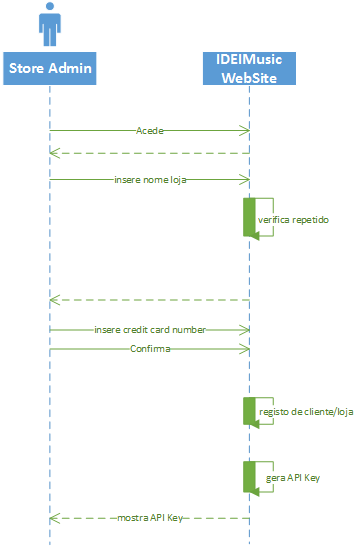 Store Admin
IDEIMusic
WebSite
Acede
insere nome loja
verifica repetido
insere credit card number
Confirma
registo de cliente/loja
gera API Key
mostra API Key